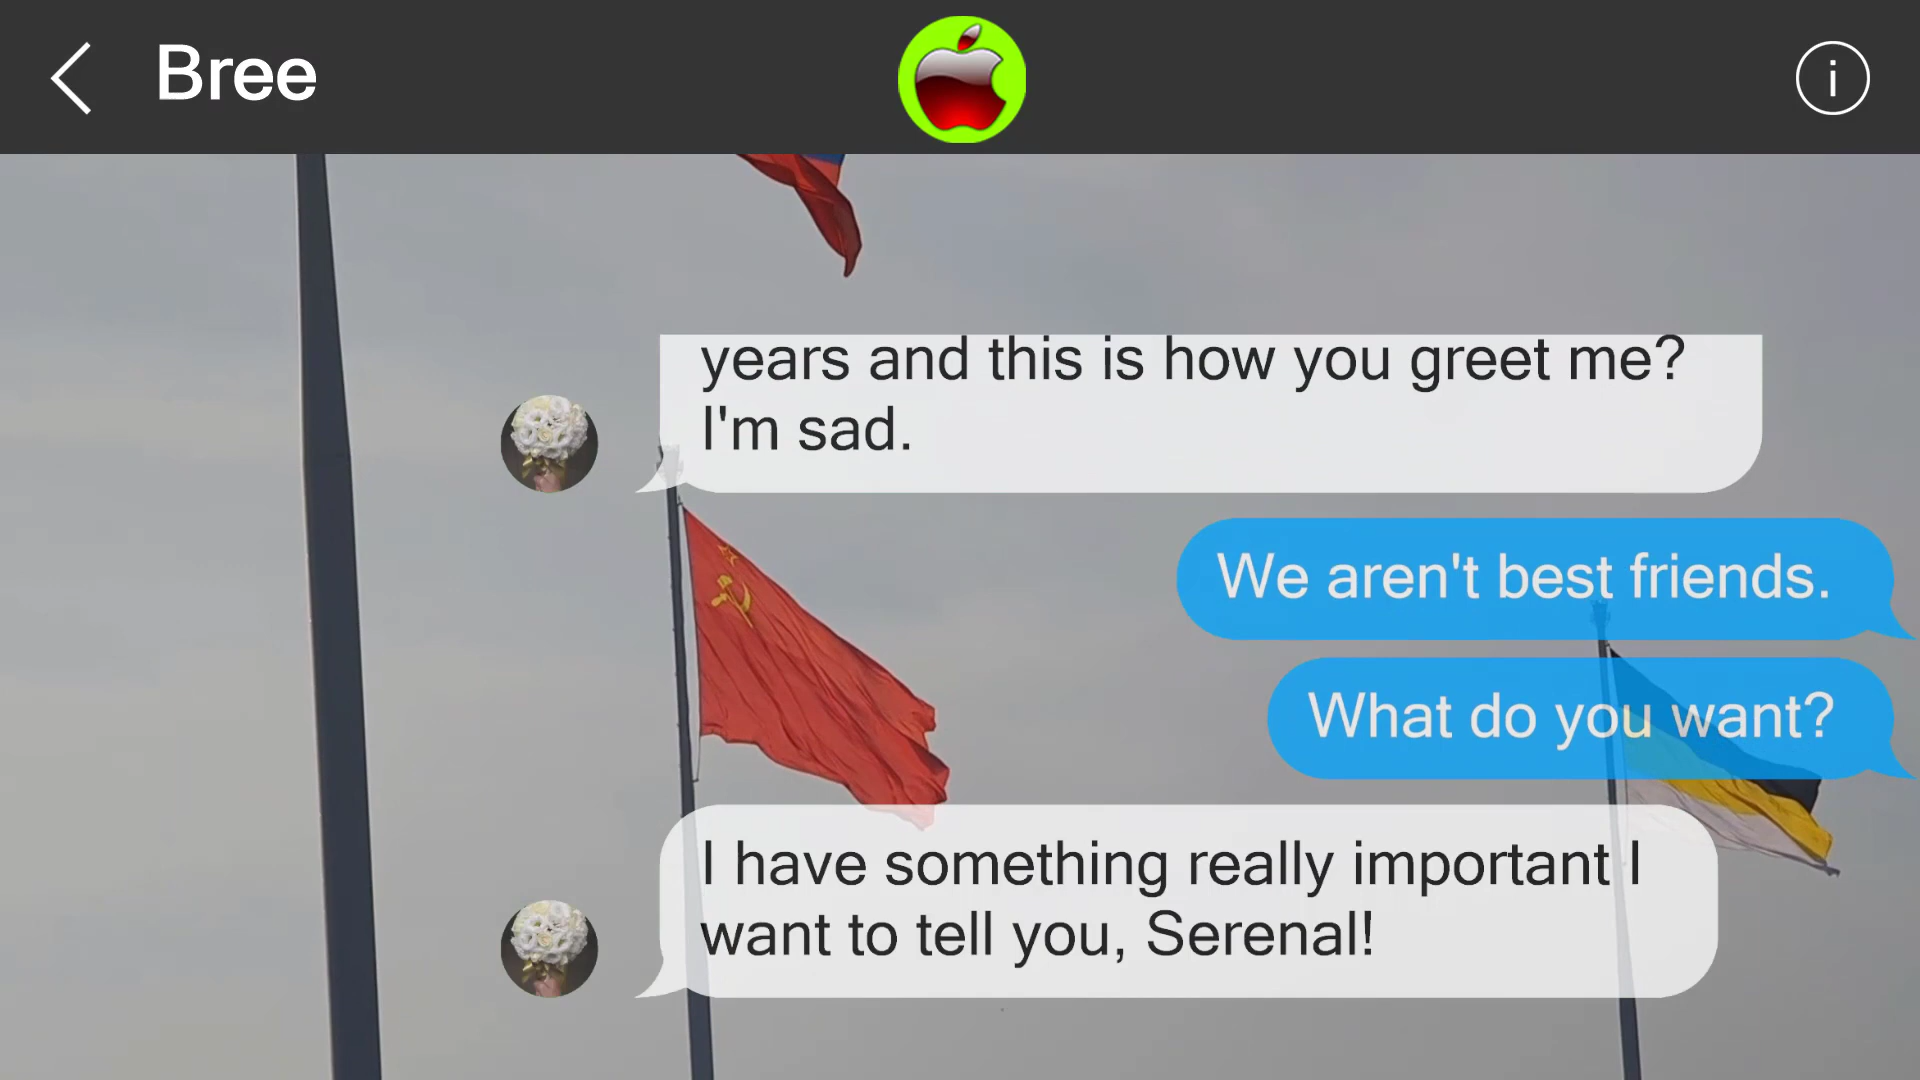 Bree
i
years and this is how you greet me?
I'm sad.
We aren't best friends.
What do you want?
I have something really important I
want to tell you, Serenal!